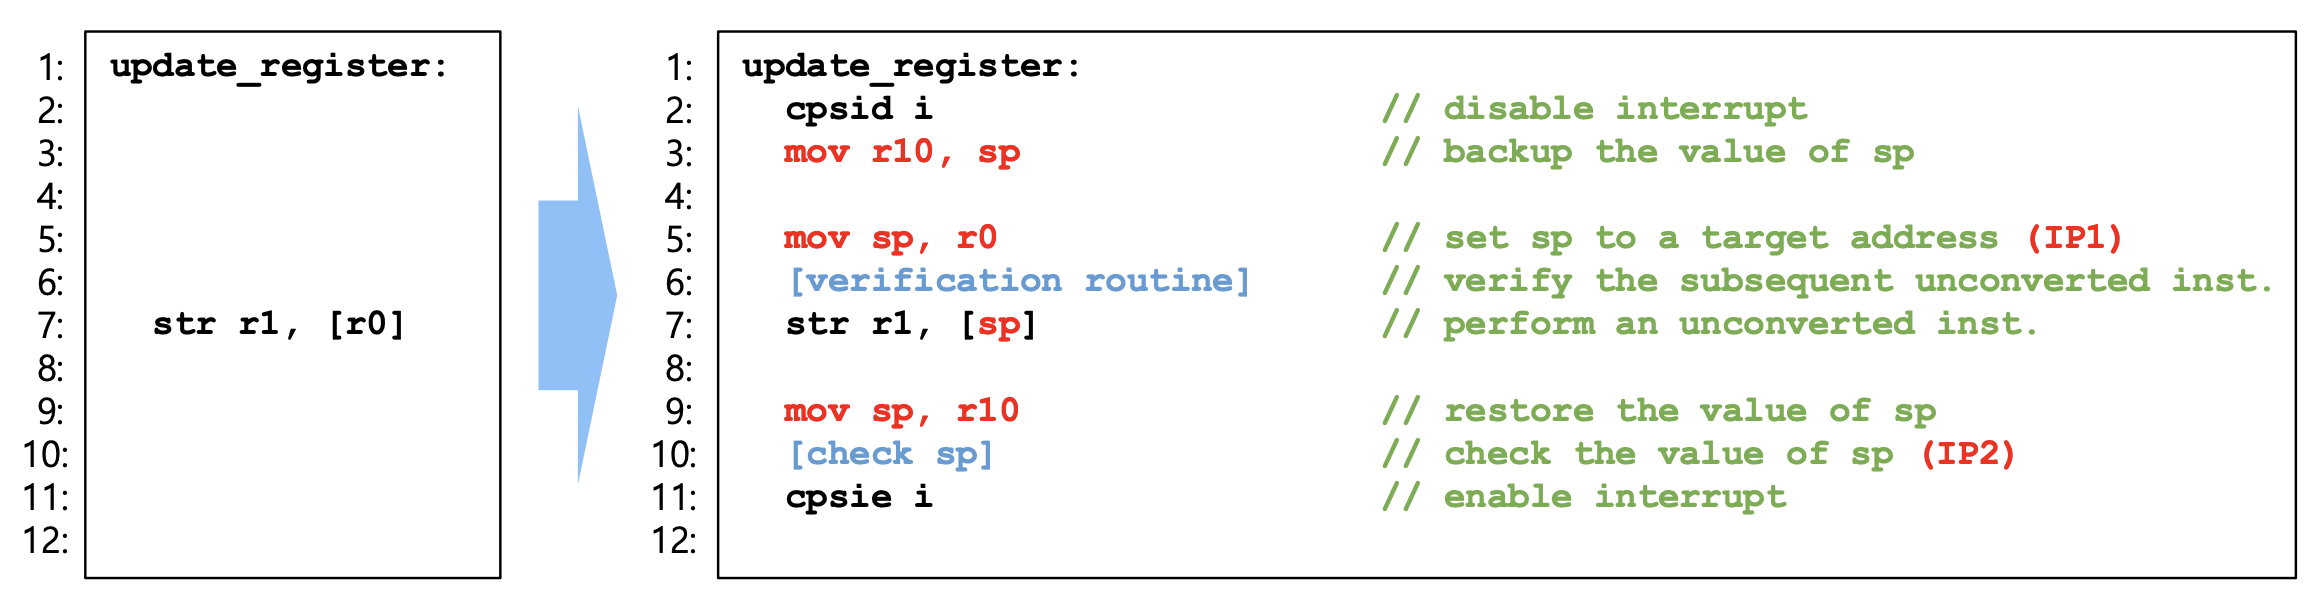 1: update_register:
2:
3:
4:
5:
6:
7: str r1, [r0]
8:
9:
10:
11:
12:
1: update_register:
2: cpsid i // disable interrupt
3: mov r10, sp // backup the value of sp
4:
5: mov sp, r0 // set sp to a target address (IP1)
6: [verification routine] // verify the subsequent unconverted inst.
7: str r1, [sp] // perform an unconverted inst.
8:
9: mov sp, r10 // restore the value of sp
10: [check sp] // check the value of sp (IP2)
11: cpsie i // enable interrupt
12: